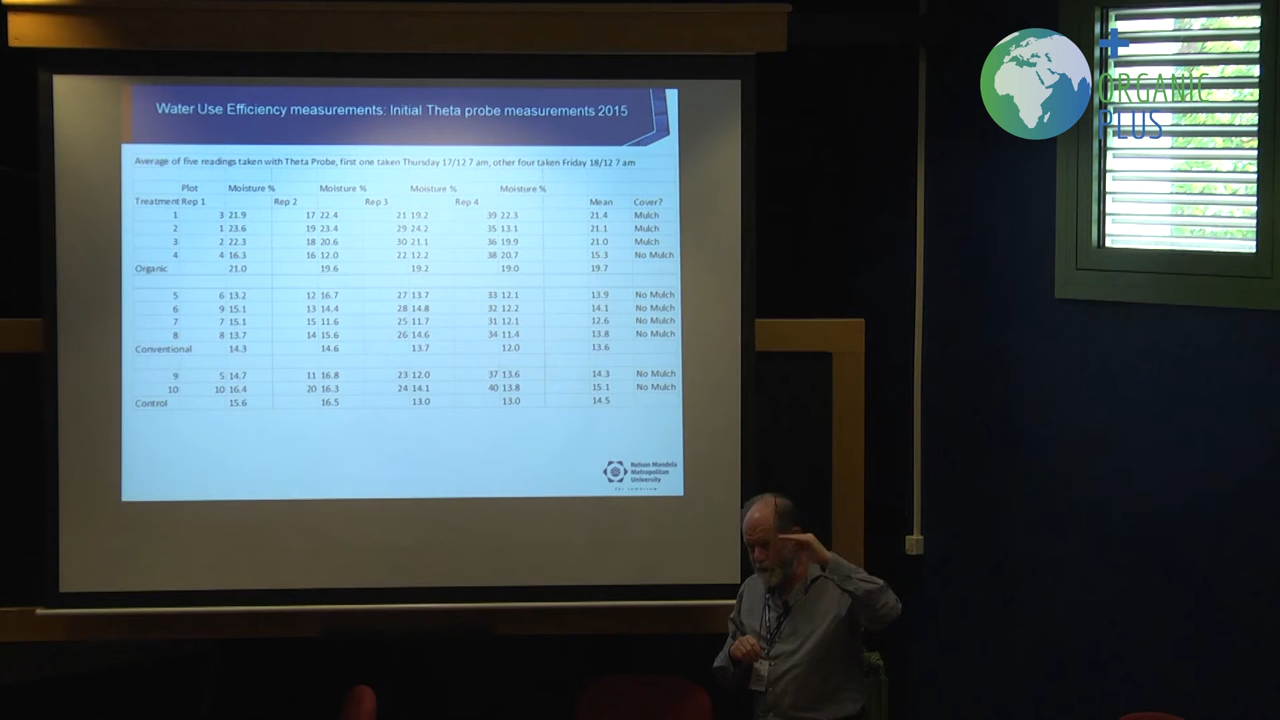 Water Use Efficiency measurements: Initial Theta probe measurements 2015
Average of five readings taken with Theta Probe, first one taken Thursday 17/12 7 am, other four taken Friday 18/12 7 am
Plot Moisture % Moisture % Moisture % Moisture %
Treatment Rep 1 Rep 2 Rep 3 Rep 4 Mean Cover?
1 3 21.9 17 22.4 21 19.2 39 22.3 21.4 Mulch
2 1 23.6 19 23.4 29 24.2 35 13.1 21.1 Mulch
3 2 22.3 18 20.6 30 21.1 36 19.9 21.0 Mulch
4 4 16.3 16 12.0 22 12.2 38 20.7 15.3 No Mulch
Organic 21.0 19.6 19.2 19.0 19.7
5 6 13.2 12 16.7 27 13.7 33 12.1 13.9 No Mulch
6 9 15.1 13 14.4 28 14.8 32 12.2 14.1 No Mulch
7 7 15.1 15 11.6 25 11.7 31 12.1 12.6 No Mulch
8 8 13.7 14 15.6 26 14.6 34 11.4 13.8 No Mulch
Conventional 14.3 14.6 13.7 12.0 13.6
9 5 14.7 11 16.8 23 12.0 37 13.6 14.3 No Mulch
10 10 16.4 20 16.3 24 14.1 40 13.8 15.1 No Mulch
Control 15.6 16.5 13.0 13.0 14.5
Nelson Mandela
Metropolitan
University
for tomorrow
+
ORGANIC
PLUS